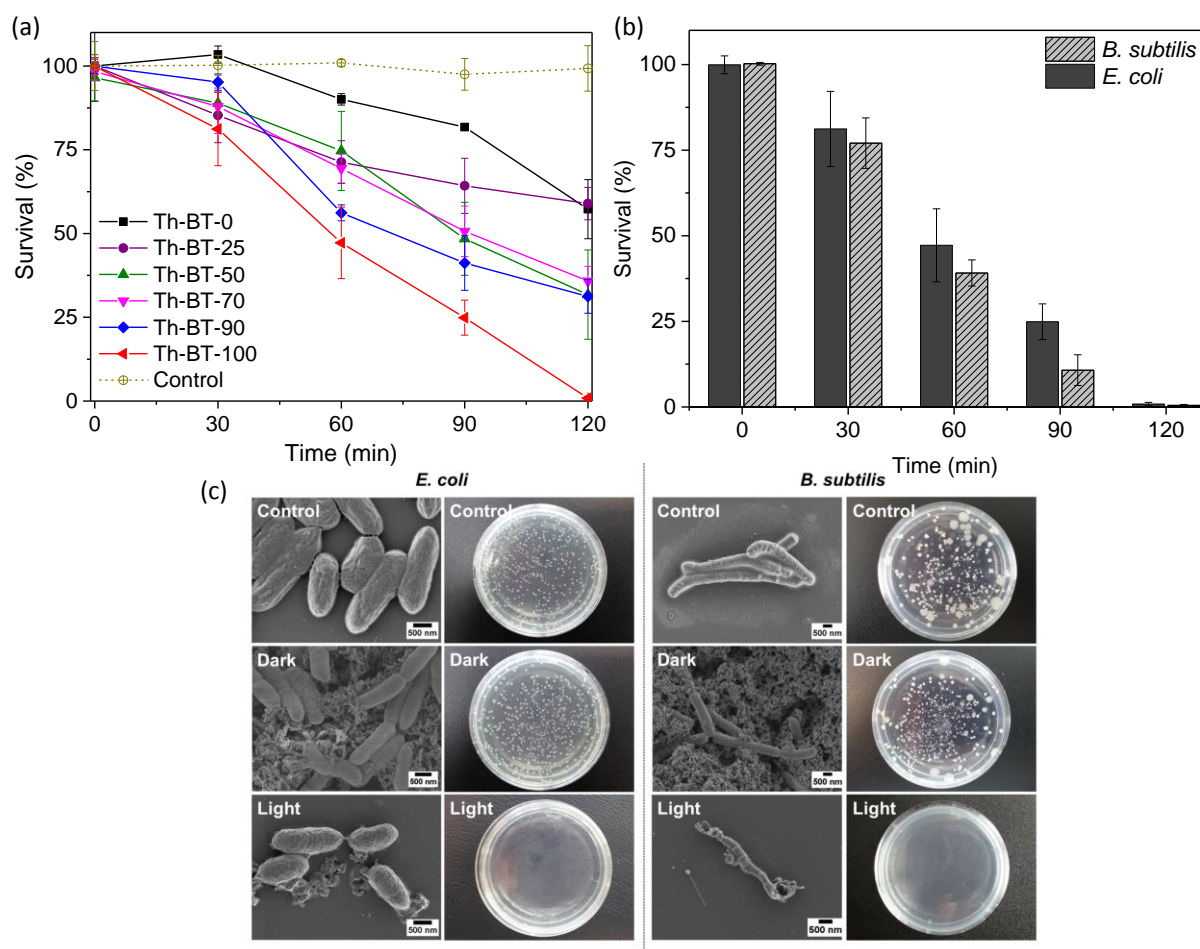 (a)
100
75
50
25
0
Survival (%)
Th-BT-0
Th-BT-25
Th-BT-50
Th-BT-70
Th-BT-90
Th-BT-100
Control
0 30 60 90 120
Time (min)
(b)
100
75
50
25
0
Survival (%)
B. subtilis
E. coli
0 30 60 90 120
Time (min)
(c)
E. coli
B. subtilis
Control
500 nm
Control
Control
500 nm
Control
Dark
500 nm
Dark
Dark
500 nm
Dark
Light
500 nm
Light
Light
500 nm
Light